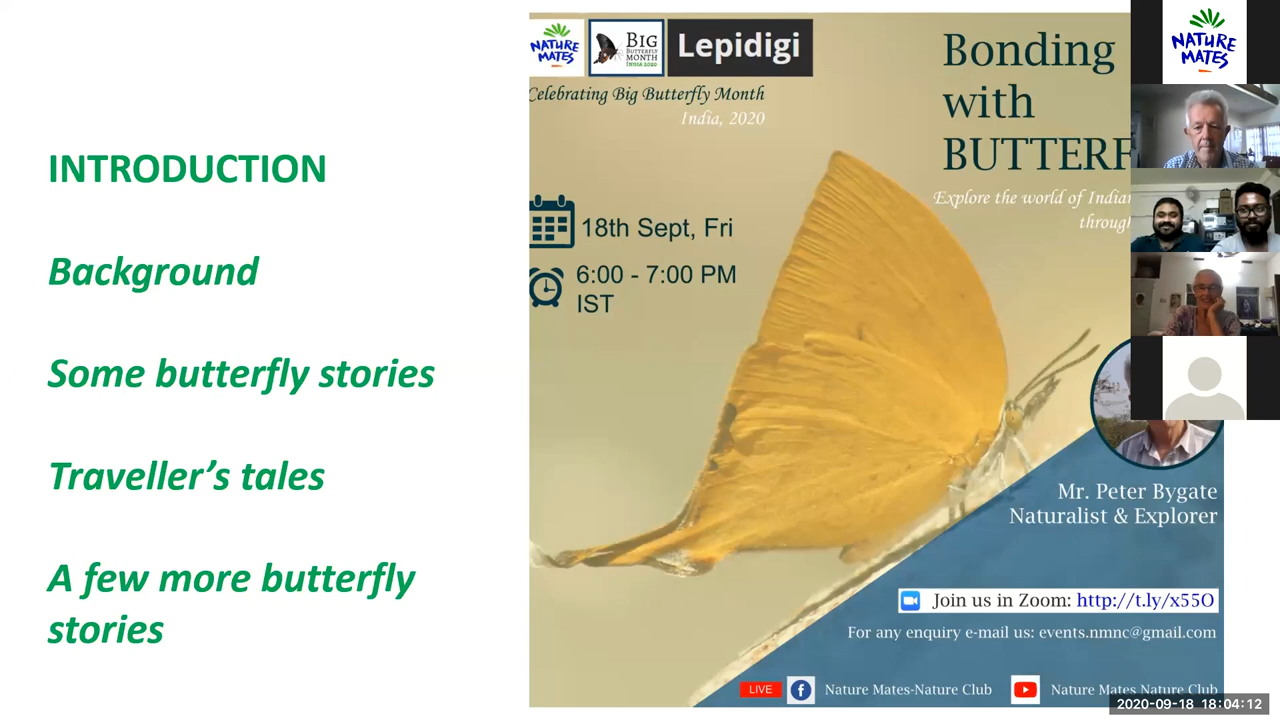 INTRODUCTION
Background
Some butterfly stories
Traveller's tales
A few more butterfly
stories
NATURE
MATES
BIG
BUTTERFLY
MONTH
INDIA 2020
Lepidigi
Celebrating Big Butterfly Month
India, 2020
Bonding
with
BUTTERF
Explore the world of Indian
throug
18th Sept, Fri
6:00 - 7:00 PM
IST
Mr. Peter Bygate
Naturalist & Explorer
Join us in Zoom: http://t.ly/x55O
For any enquiry e-mail us: events.nmnc@gmail.com
LIVE
Nature Mates-Nature Club
Nature Mates Nature Club
NATURE
MATES
2020-09-18 18:04:12